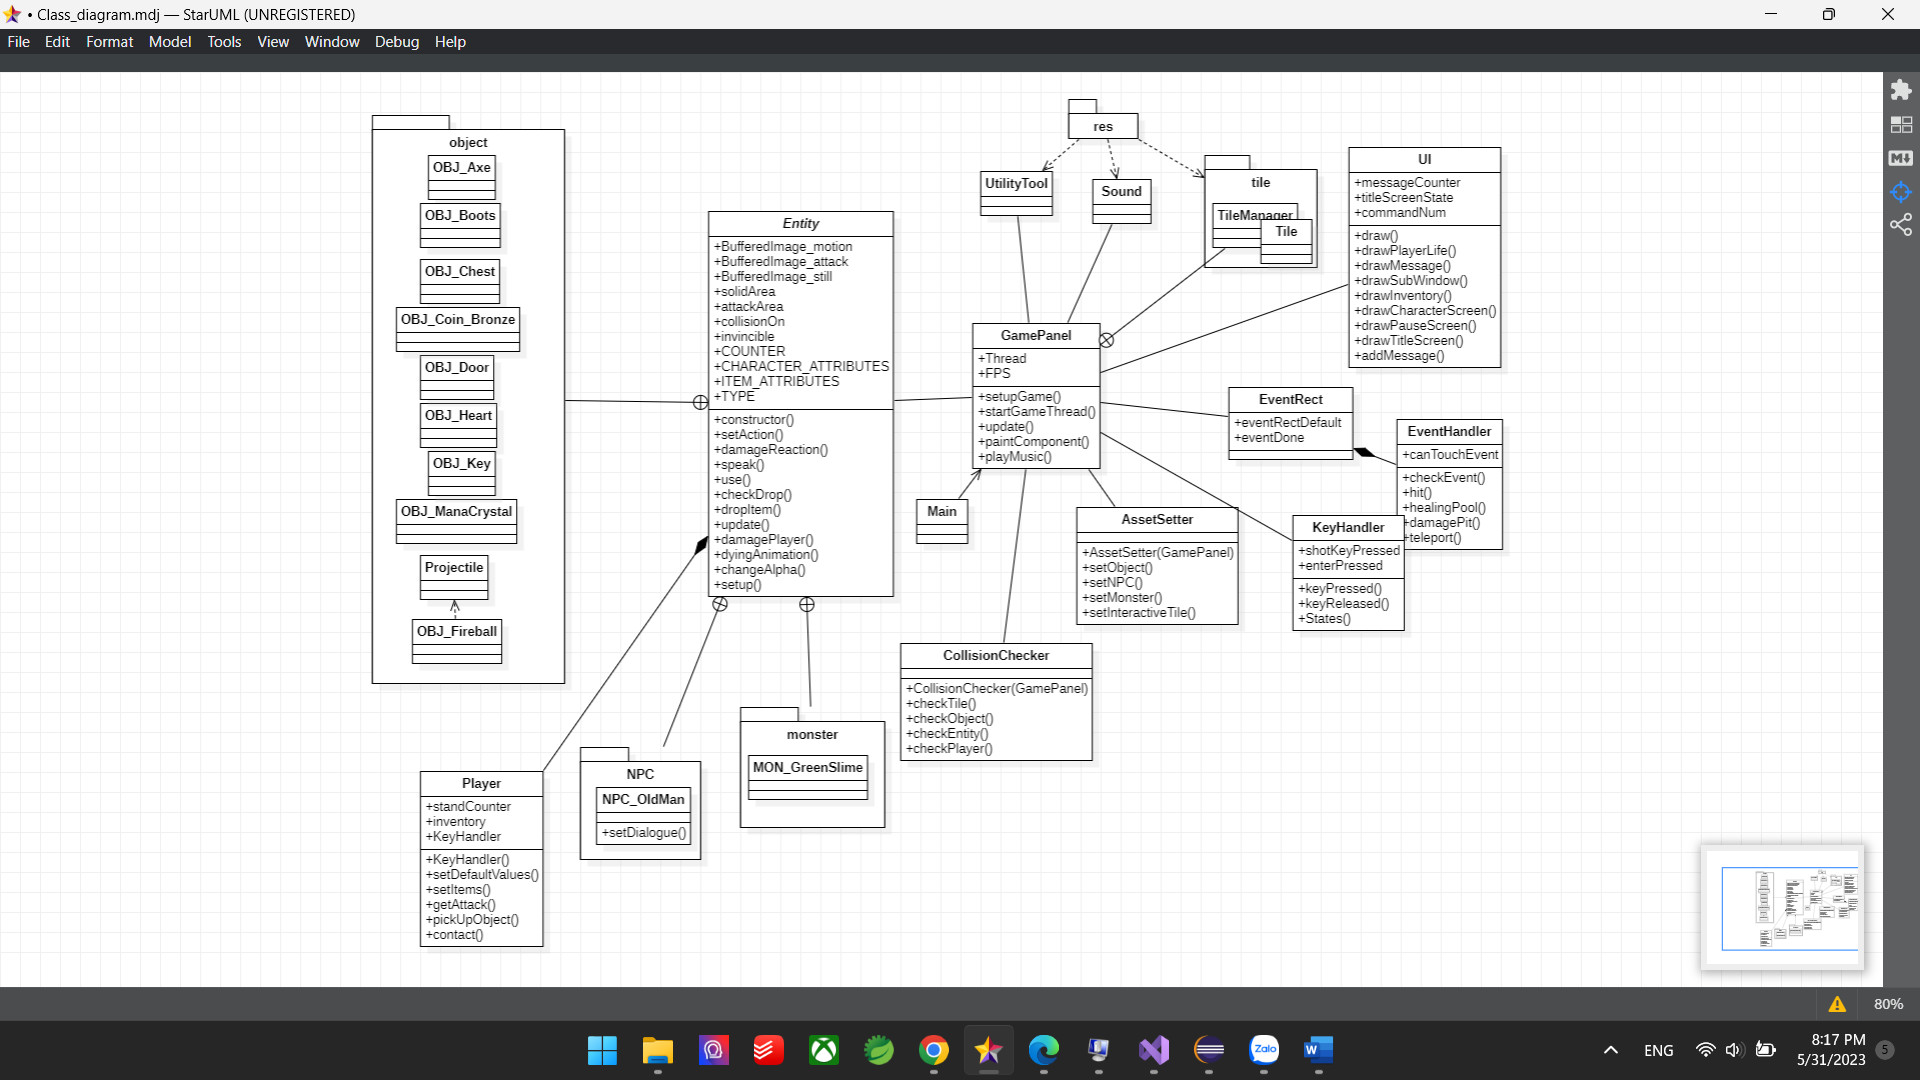 • Class_diagram.mdj — StarUML (UNREGISTERED)
File Edit Format Model Tools View Window Debug Help
object
OBJ_Axe
OBJ_Boots
OBJ_Chest
OBJ_Coin_Bronze
OBJ_Door
OBJ_Heart
OBJ_Key
OBJ_ManaCrystal
Projectile
OBJ_Fireball
Entity
+BufferedImage_motion
+BufferedImage_attack
+BufferedImage_still
+solidArea
+attackArea
+collisionOn
+invincible
+COUNTER
+CHARACTER_ATTRIBUTES
+ITEM_ATTRIBUTES
+TYPE
+constructor()
+setAction()
+damageReaction()
+speak()
+use()
+checkDrop()
+dropItem()
+update()
+damagePlayer()
+dyingAnimation()
+changeAlpha()
+setup()
Player
+standCounter
+inventory
+KeyHandler
+KeyHandler()
+setDefaultValues()
+setItems()
+getAttack()
+pickUpObject()
+contact()
NPC
NPC_OldMan
+setDialogue()
monster
MON_GreenSlime
res
UtilityTool
Sound
tile
TileManager
Tile
GamePanel
+Thread
+FPS
+setupGame()
+startGameThread()
+update()
+paintComponent()
+playMusic()
Main
UI
+messageCounter
+titleScreenState
+commandNum
+draw()
+drawPlayerLife()
+drawMessage()
+drawSubWindow()
+drawInventory()
+drawCharacterScreen()
+drawPauseScreen()
+drawTitleScreen()
+addMessage()
EventRect
+eventRectDefault
+eventDone
EventHandler
+canTouchEvent
+checkEvent()
+hit()
+healingPool()
+damagePit()
+teleport()
KeyHandler
+shotKeyPressed
+enterPressed
+keyPressed()
+keyReleased()
+States()
AssetSetter
+AssetSetter(GamePanel)
+setObject()
+setNPC()
+setMonster()
+setInteractiveTile()
CollisionChecker
+CollisionChecker(GamePanel)
+checkTile()
+checkObject()
+checkEntity()
+checkPlayer()
M
80%
Zalo
W
ENG
8:17 PM
5/31/2023
5